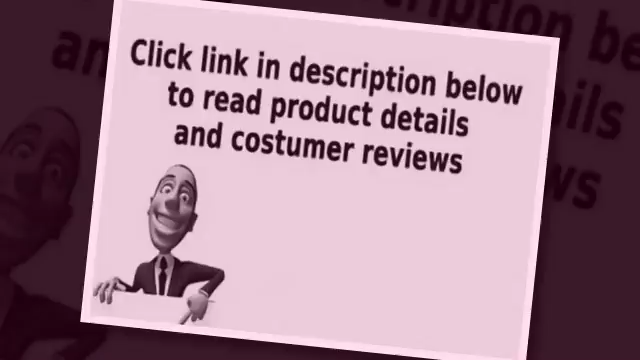 Click link in description below
to read product details
and costumer reviews